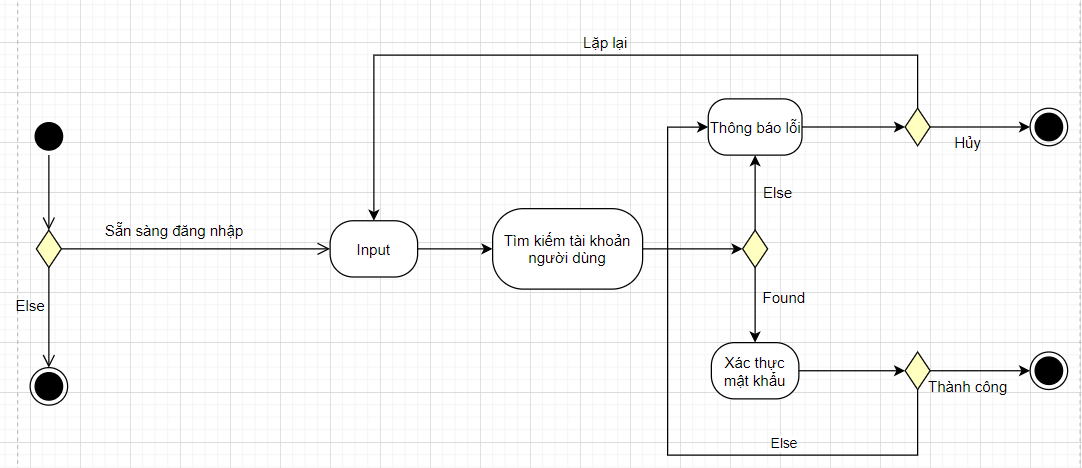 Lặp lại
Thông báo lỗi
Hủy
Else
Sẵn sàng đăng nhập
Input
Tìm kiếm tài khoản
người dùng
Else
Found
Xác thực
mật khẩu
Thành công
Else